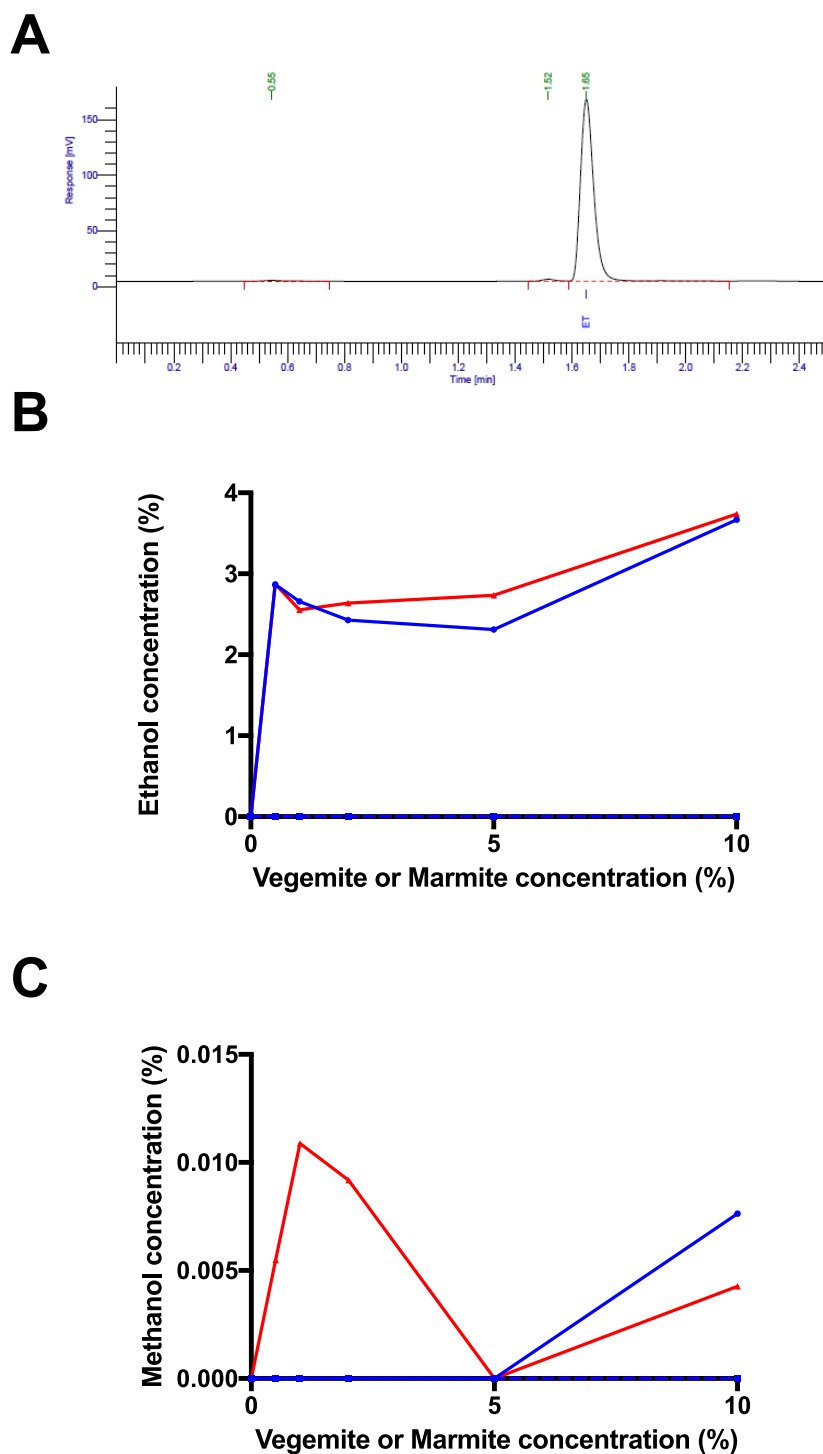 A
0.55
1.52
1.65
Response [mV]
150
100
50
0
ET
0.2 0.4 0.6 0.8 1.0 1.2 1.4 1.6 1.8 2.0 2.2 2.4
Time [min]
B
Ethanol concentration (%)
4
3
2
1
0
0 5 10
Vegemite or Marmite concentration (%)
C
Methanol concentration (%)
0.015
0.010
0.005
0.000
0 5 10
Vegemite or Marmite concentration (%)